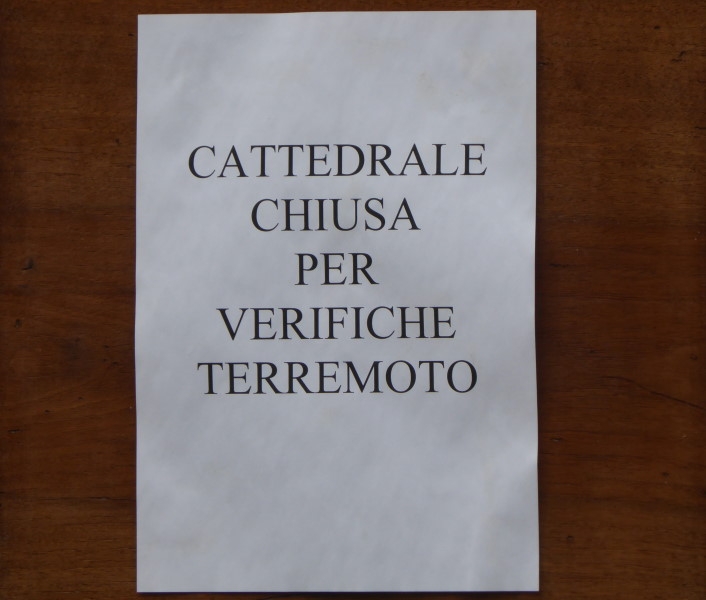 CATTEDRALE
CHIUSA
PER
VERIFICHE
TERREMOTO